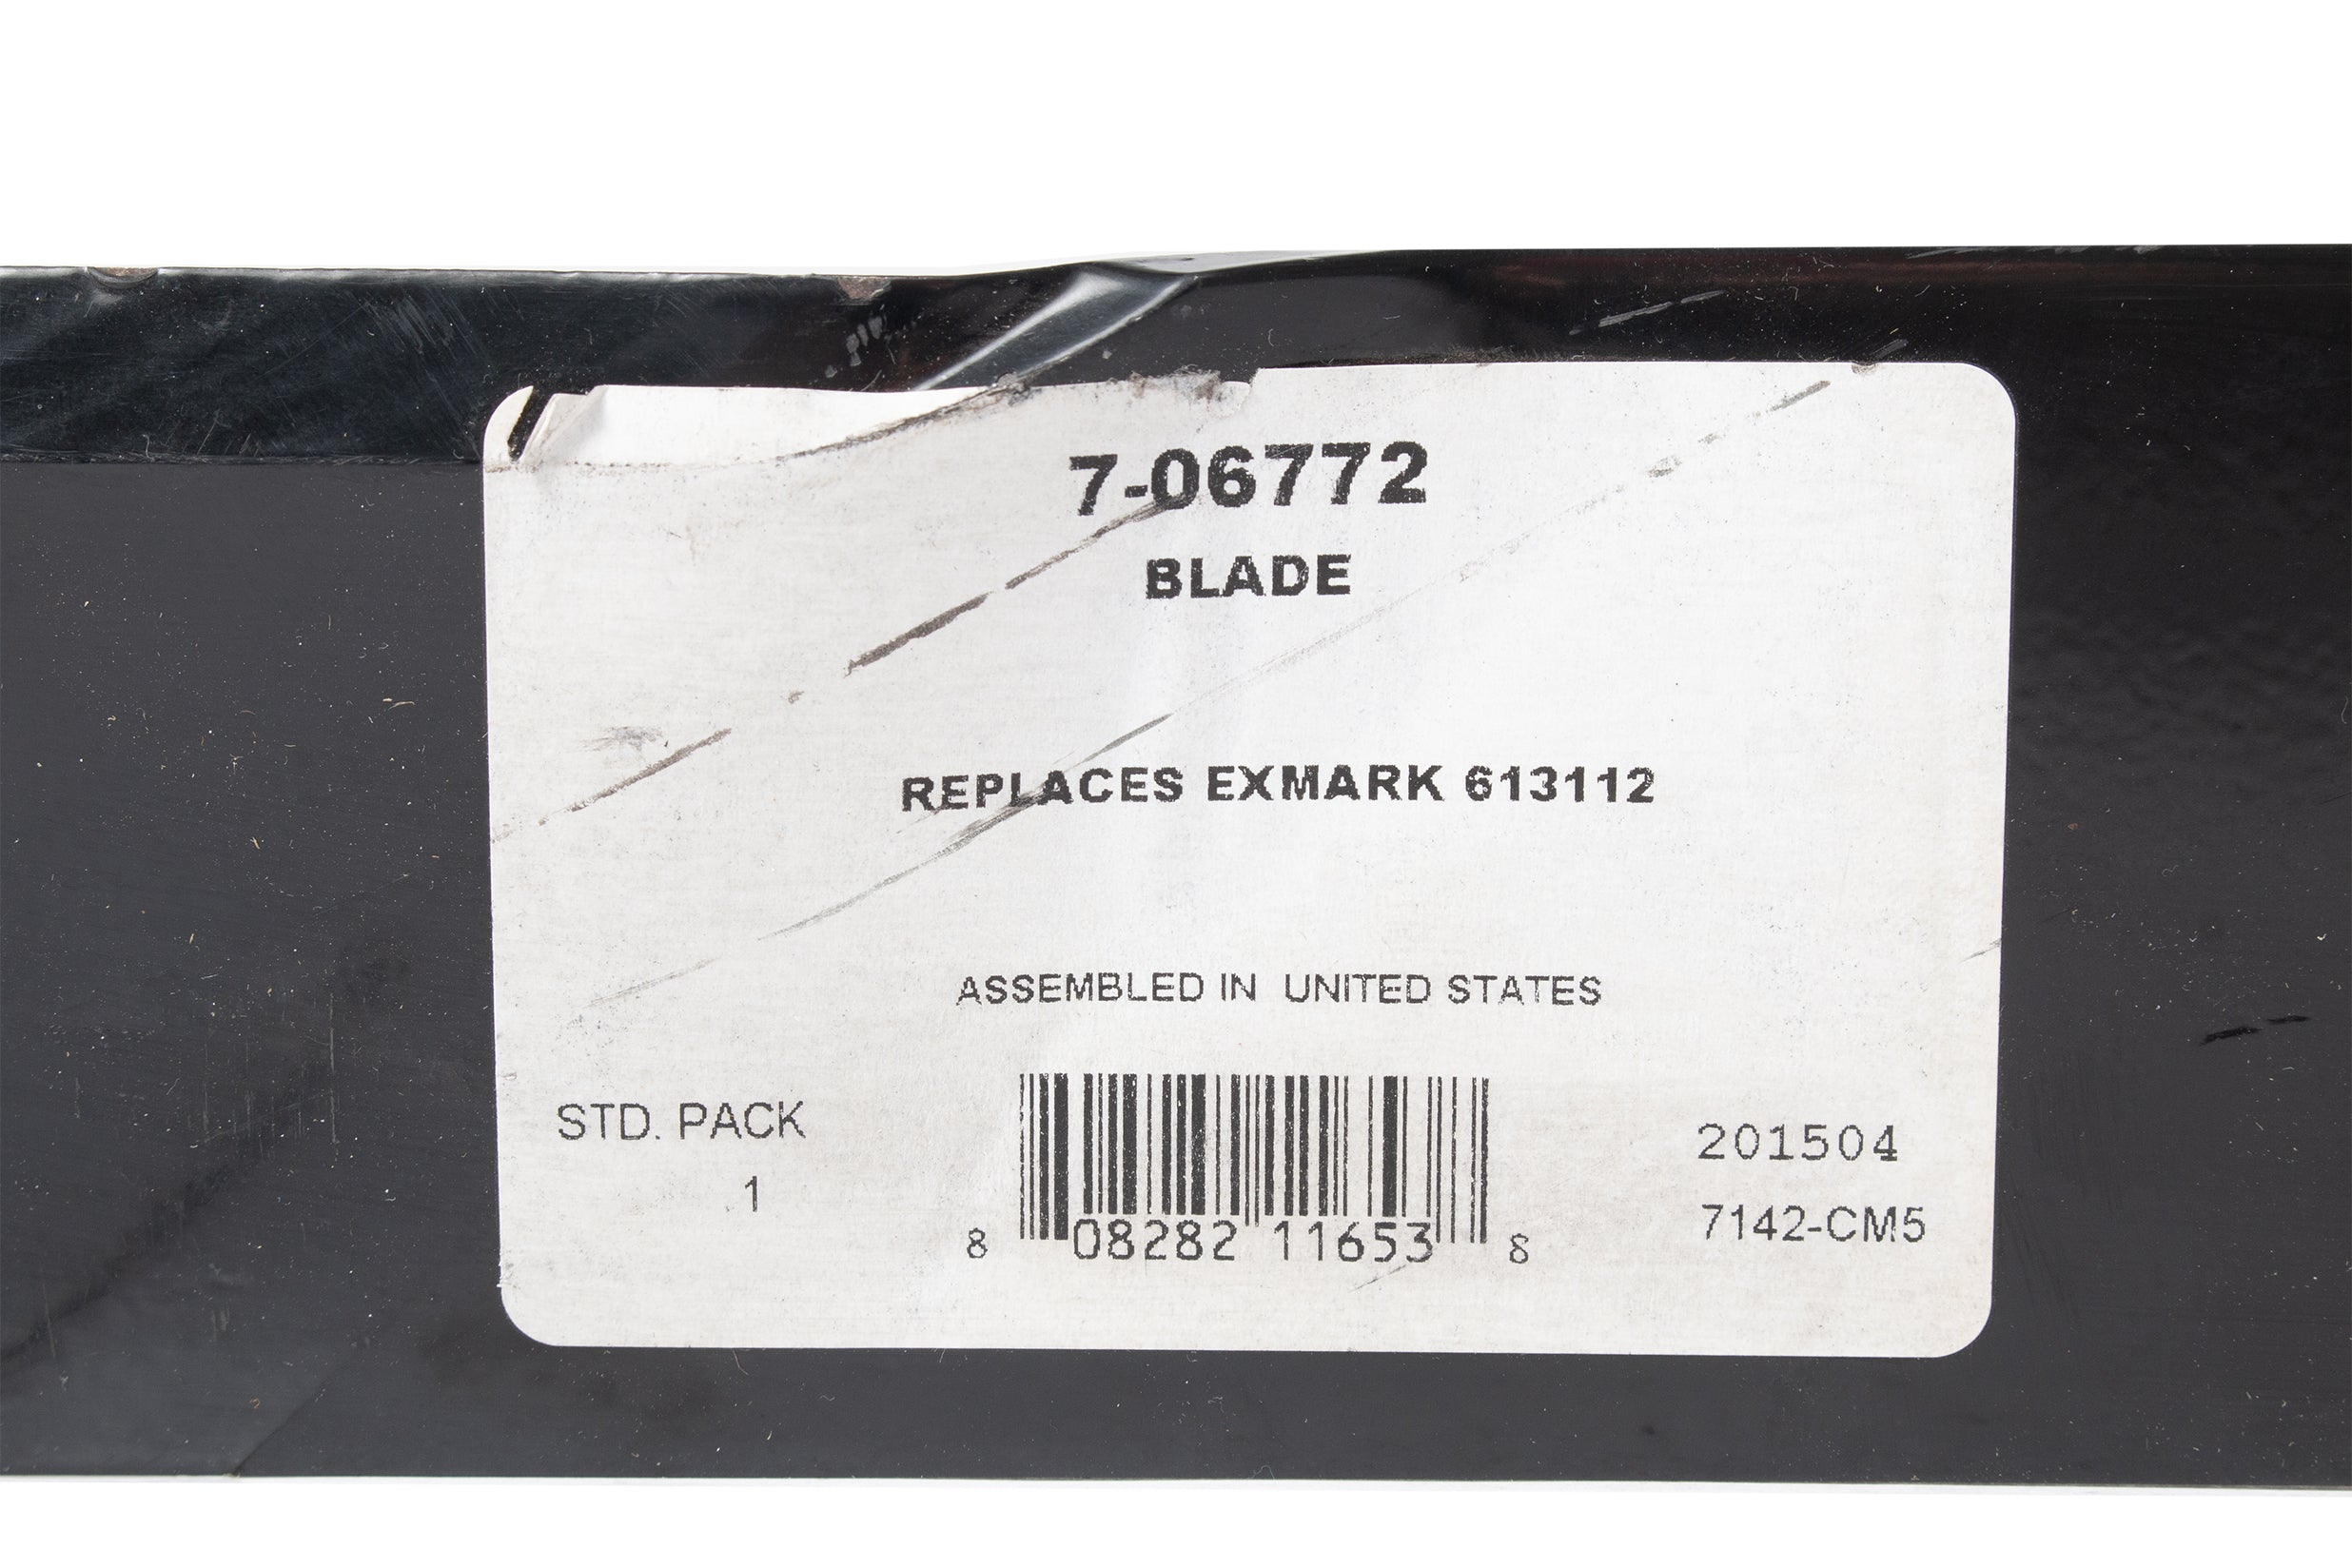 7-06772
BLADE
REPLACES EXMARK 613112
ASSEMBLED IN UNITED STATES
STD. PACK
1
8 08282 11653 8
201504
7142-CM5